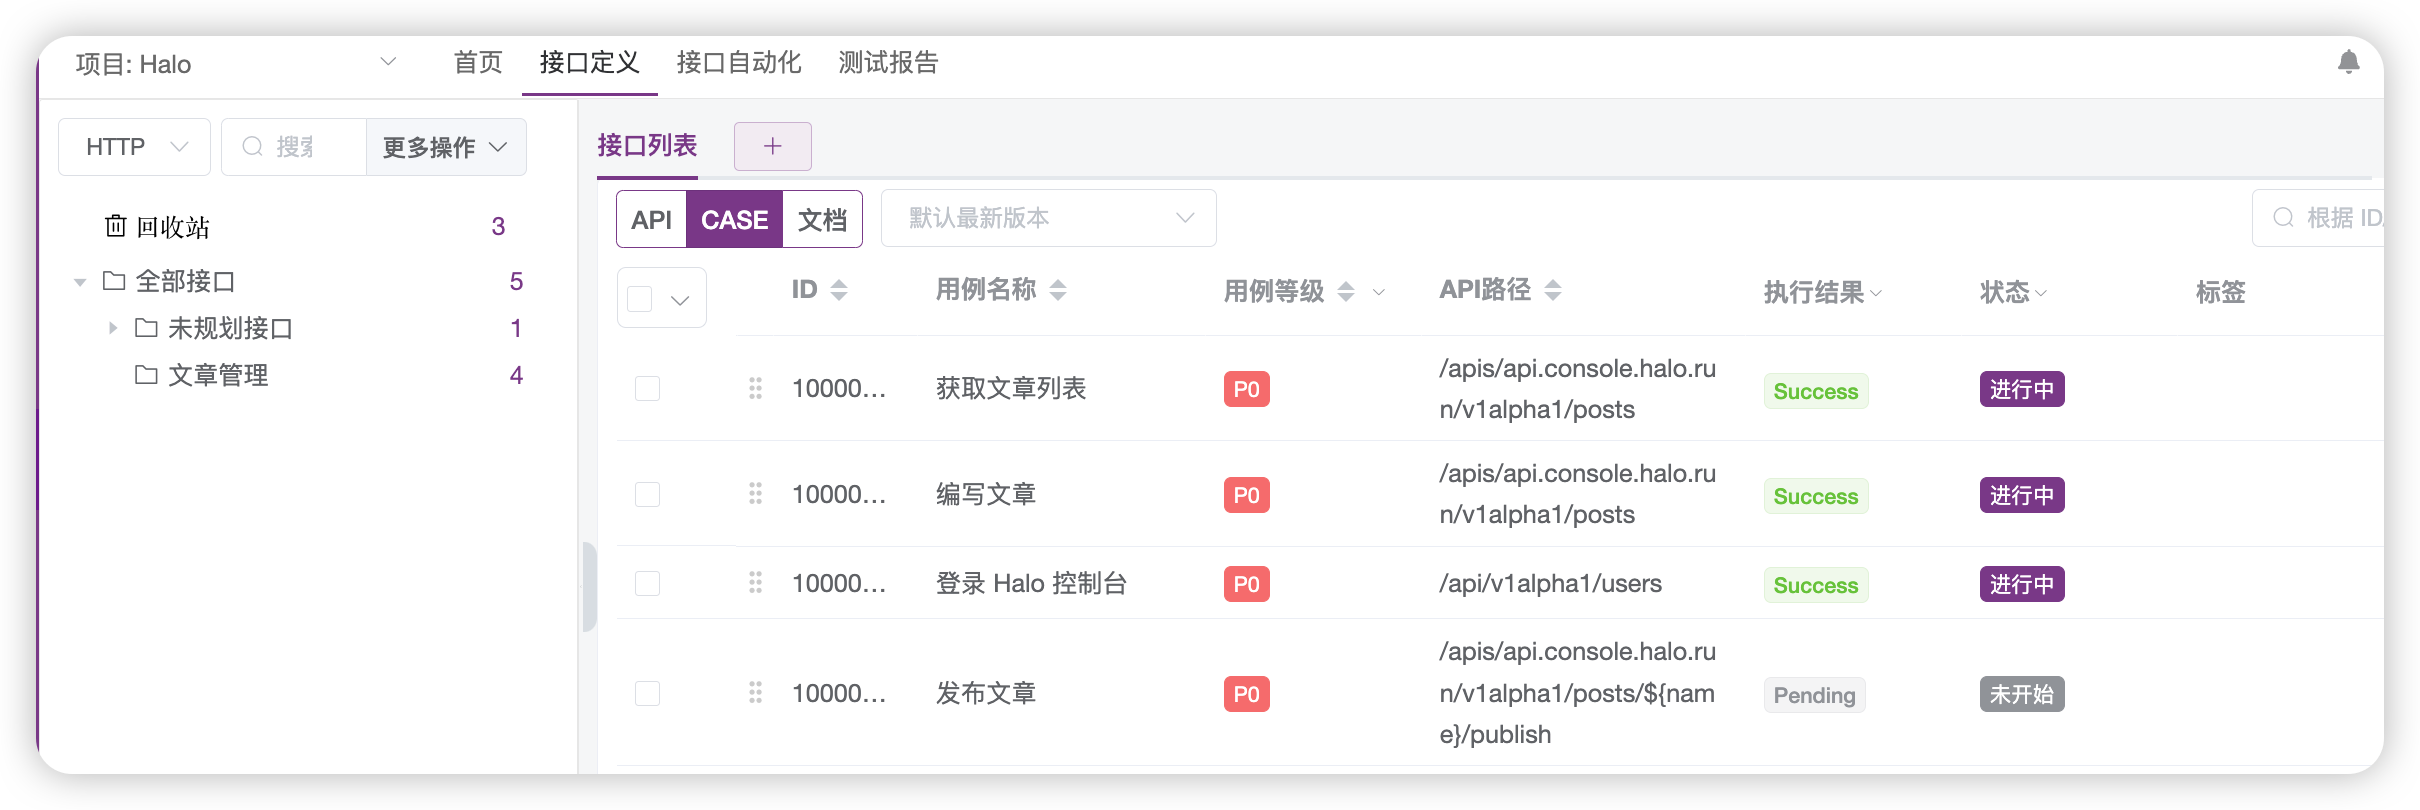 项目: Halo
首页 接口定义 接口自动化 测试报告
HTTP
更多操作
回收站 3
全部接口 5
未规划接口 1
文章管理 4
接口列表 +
API CASE 文档 默认最新版本 根据 ID
ID 用例名称 用例等级 API路径 执行结果 状态 标签
10000... 获取文章列表 P0 /apis/api.console.halo.ru Success 进行中
n/v1alpha1/posts
10000... 编写文章 P0 /apis/api.console.halo.ru Success 进行中
n/v1alpha1/posts
10000... 登录 Halo 控制台 P0 /api/v1alpha1/users Success 进行中
/apis/api.console.halo.ru
10000... 发布文章 P0 n/v1alpha1/posts/${nam Pending 未开始
e}/publish